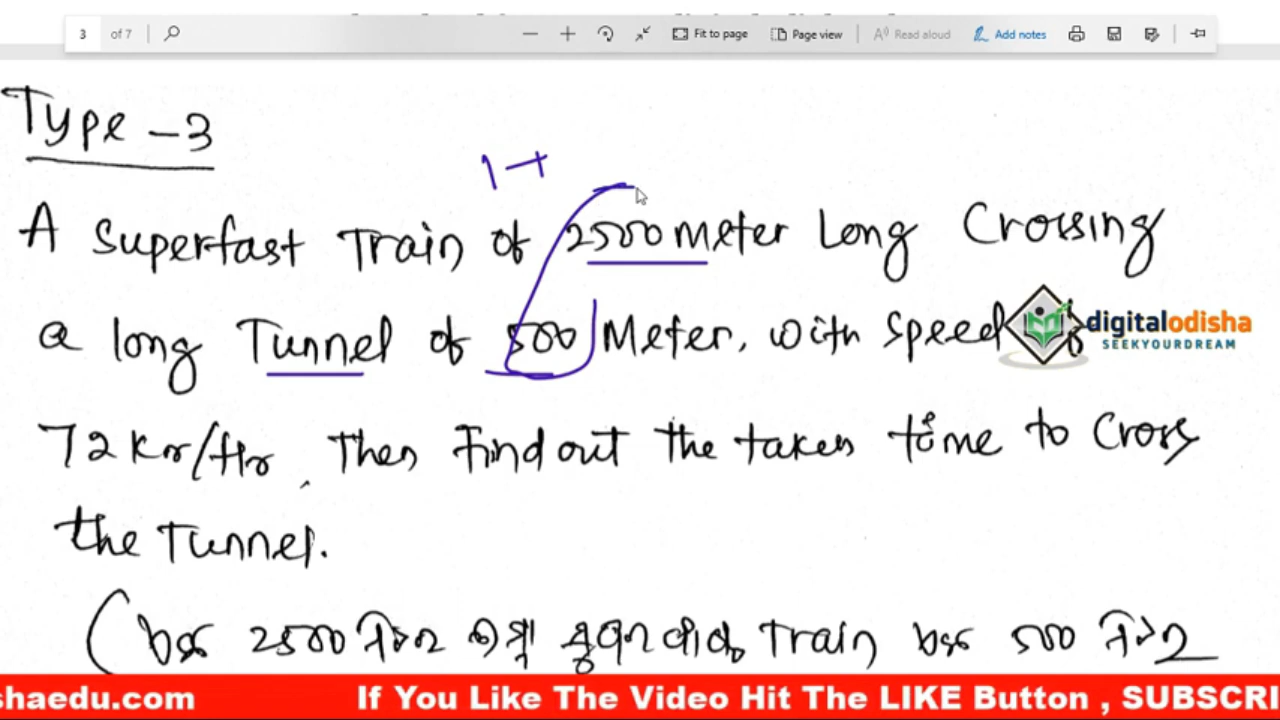 3 of 7 Fit to page Page view Read aloud Add notes
Type - 3
1 -
A Superfast Train of 2500 meter Long Crossing
a long Tunnel of 500 Meter, with speed of
digitalodisha
SEEKYOURDREAM
72 Km/Hr, Then Find out the taken time to Cross
the Tunnel.
( 2500 Train 500
shaedu.com If You Like The Video Hit The LIKE Button , SUBSCRI